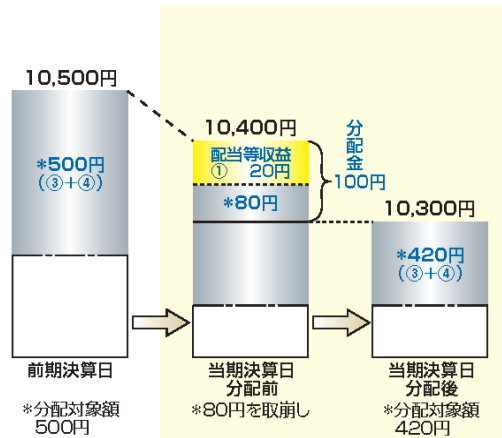 10,500円
*500円
(③+④)
前期決算日
*分配対象額
500円
10,400円
配当等収益
① 20円
*80円
分配金
100円
当期決算日
分配前
*80円を取崩し
10,300円
*420円
(③+④)
当期決算日
分配後
*分配対象額
420円